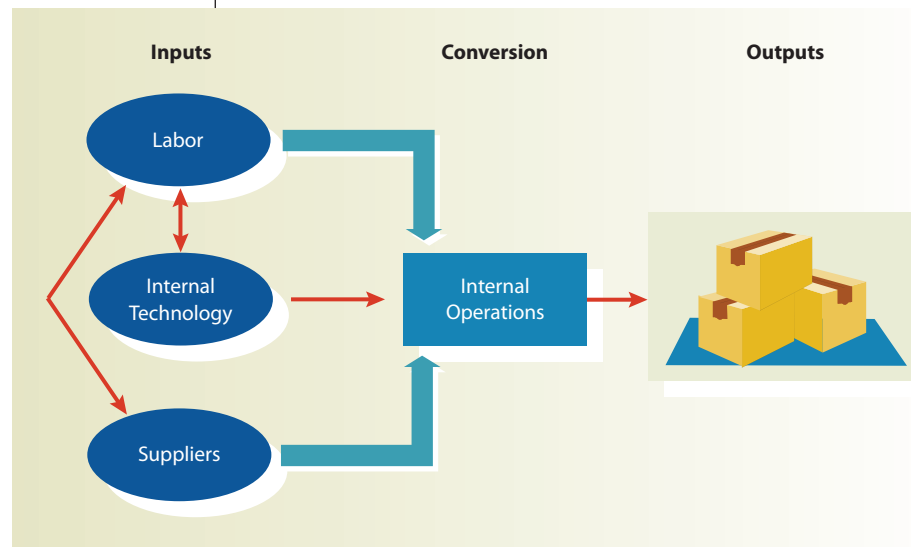 Inputs
Conversion
Outputs
Labor
Internal
Technology
Internal
Operations
Suppliers